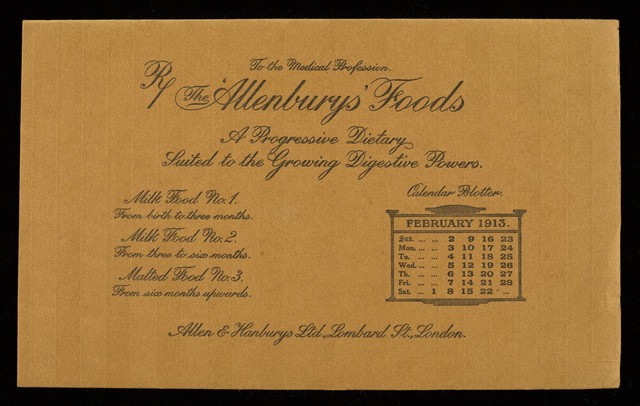 To the Medical Profession.
Rx The 'Allenburys' Foods
A Progressive Dietary
Suited to the Growing Digestive Powers.
Milk Food No: 1.
From birth to three months.
Milk Food No: 2.
From three to six months.
Malted Food No: 3.
From six months upwards.
Calendar Blotter.
FEBRUARY 1913.
Sun. ... ... 2 9 16 23
Mon. ... ... 3 10 17 24
Tu. ... ... 4 11 18 25
Wed. ... ... 5 12 19 26
Th. ... ... 6 13 20 27
Fri. ... ... 7 14 21 28
Sat. ... 1 8 15 22 ...
Allen & Hanburys Ltd., Lombard St., London.